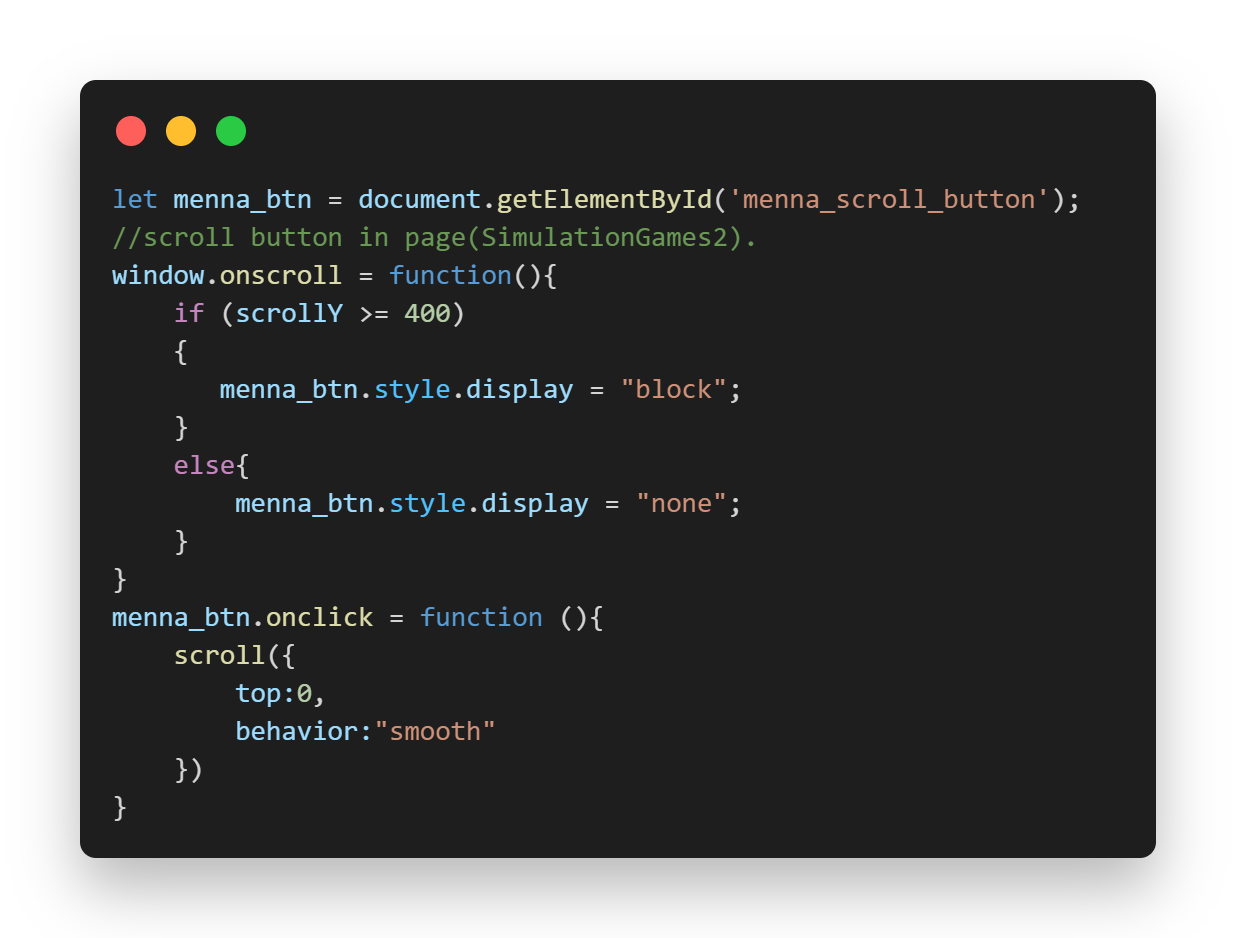 let menna_btn = document.getElementById('menna_scroll_button');
//scroll button in page(SimulationGames2).
window.onscroll = function(){
    if (scrollY >= 400)
    {
       menna_btn.style.display = "block";
    }
    else{
        menna_btn.style.display = "none";
    }
}
menna_btn.onclick = function (){
    scroll({
        top:0,
        behavior:"smooth"
    })
}